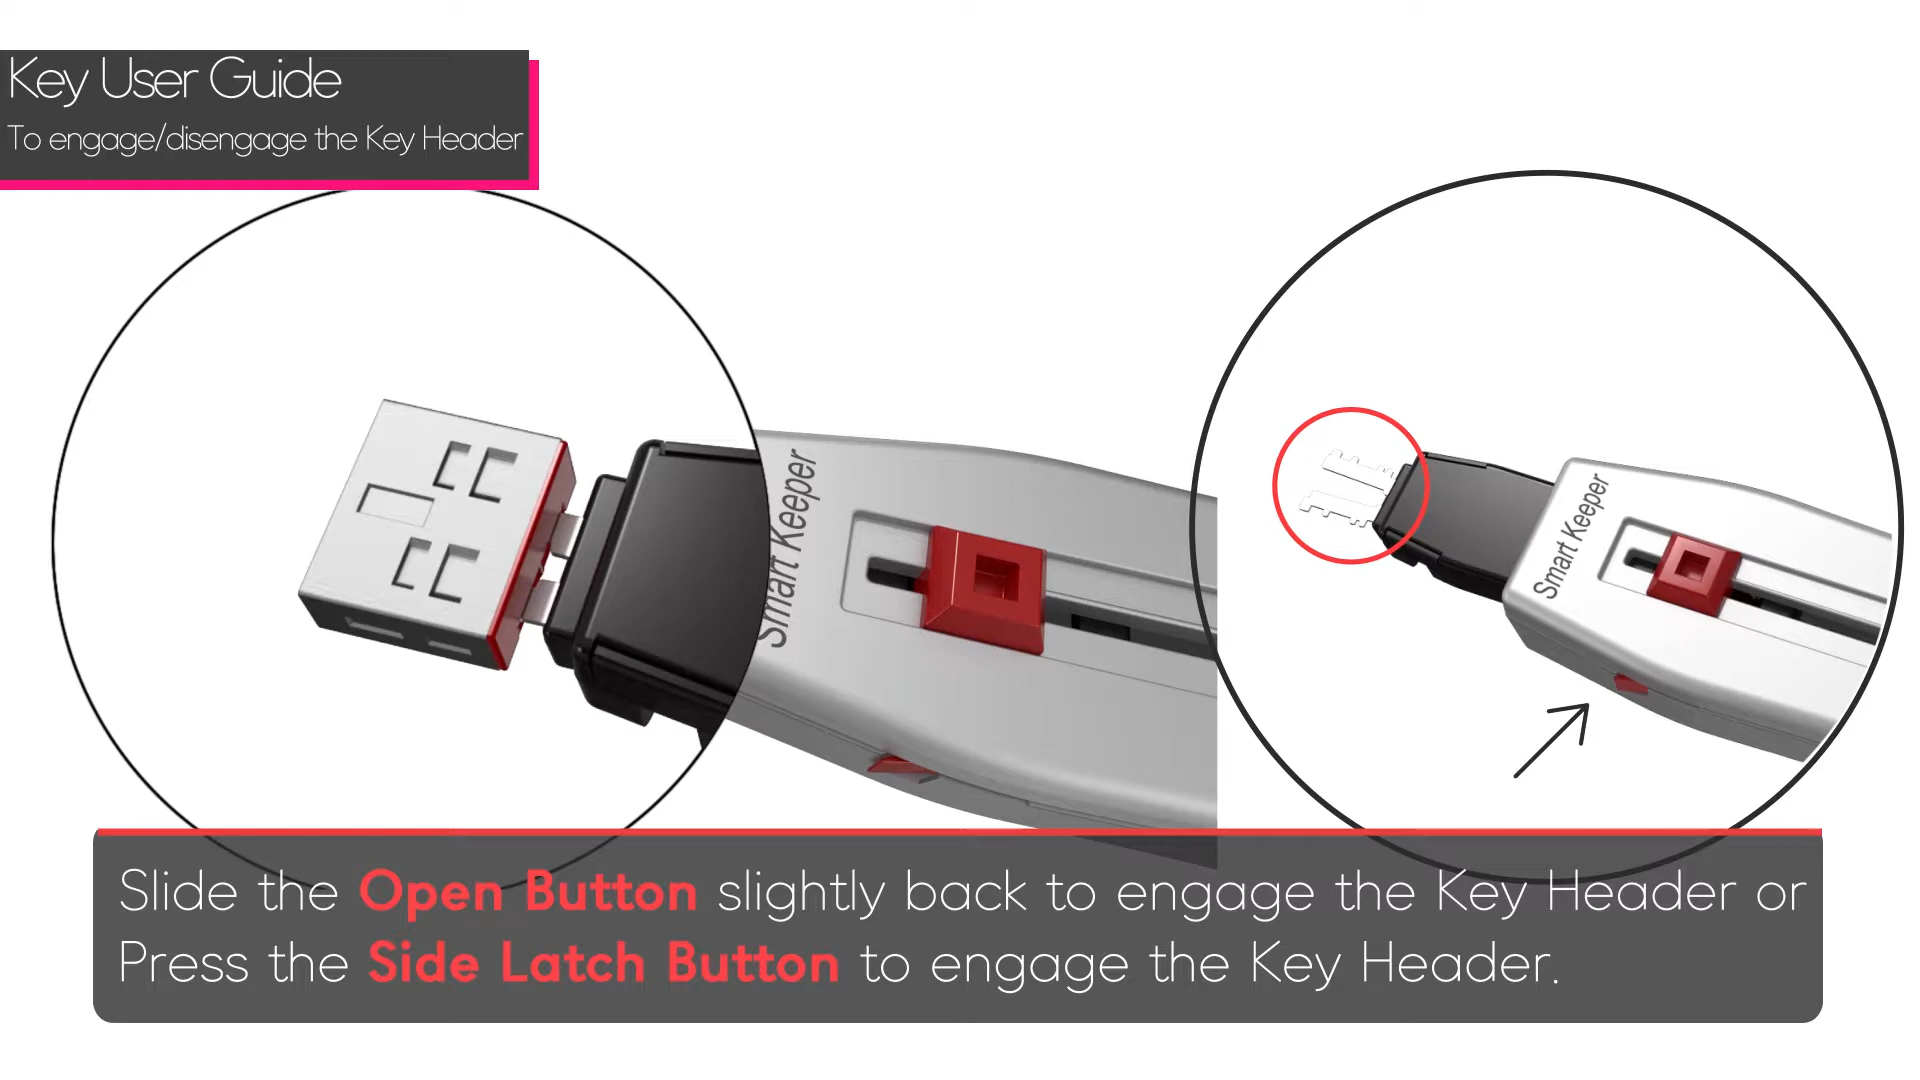 Key User Guide
To engage/disengage the Key Header
Smart Keeper
Smart Keeper
Slide the Open Button slightly back to engage the Key Header or
Press the Side Latch Button to engage the Key Header.